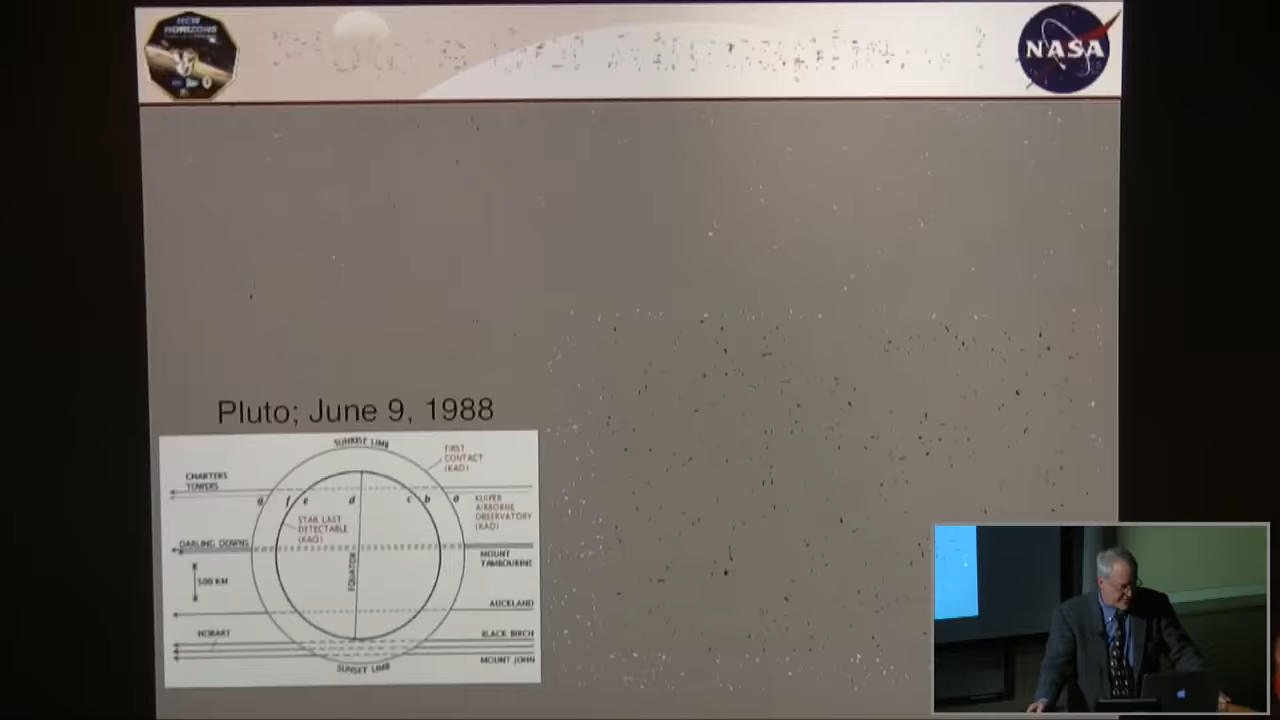 NEW
HORIZONS
NASA
Pluto; June 9, 1988
SUNRISE LIMB
FIRST
CONTACT
(KAO)
CHARTERS
TOWERS
g f e d c b a
KUIPER
AIRBORNE
OBSERVATORY
(KAO)
STAR LAST
DETECTABLE
(KAO)
DARLING DOWNS
MOUNT
TAMBOURINE
EQUATOR
500 KM
AUCKLAND
HOBART
BLACK BIRCH
MOUNT JOHN
SUNSET LIMB